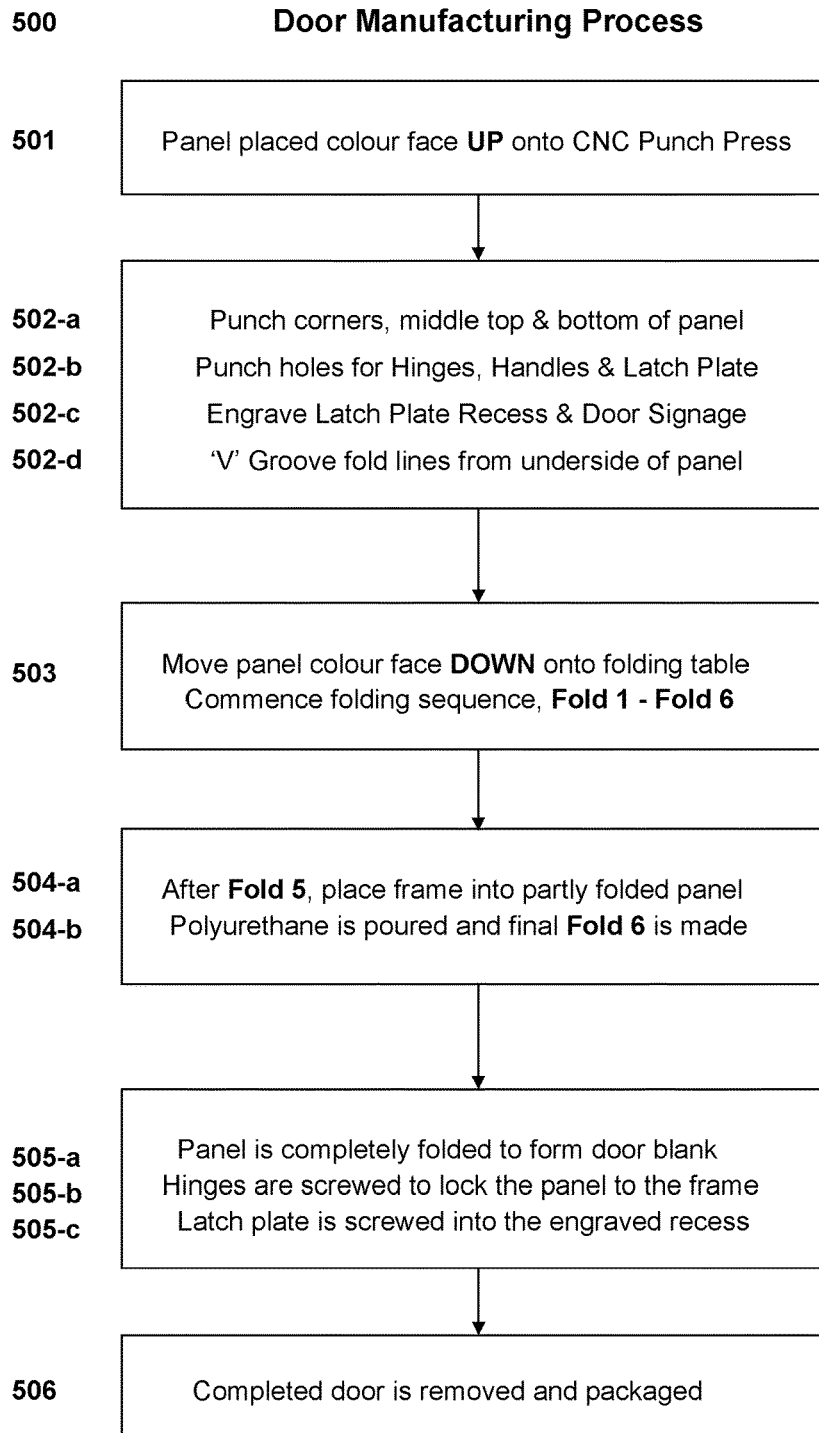 500 Door Manufacturing Process
501 Panel placed colour face UP onto CNC Punch Press
502-a Punch corners, middle top & bottom of panel
502-b Punch holes for Hinges, Handles & Latch Plate
502-c Engrave Latch Plate Recess & Door Signage
502-d ‘V’ Groove fold lines from underside of panel
503 Move panel colour face DOWN onto folding table
Commence folding sequence, Fold 1 - Fold 6
504-a After Fold 5, place frame into partly folded panel
504-b Polyurethane is poured and final Fold 6 is made
505-a Panel is completely folded to form door blank
505-b Hinges are screwed to lock the panel to the frame
505-c Latch plate is screwed into the engraved recess
506 Completed door is removed and packaged